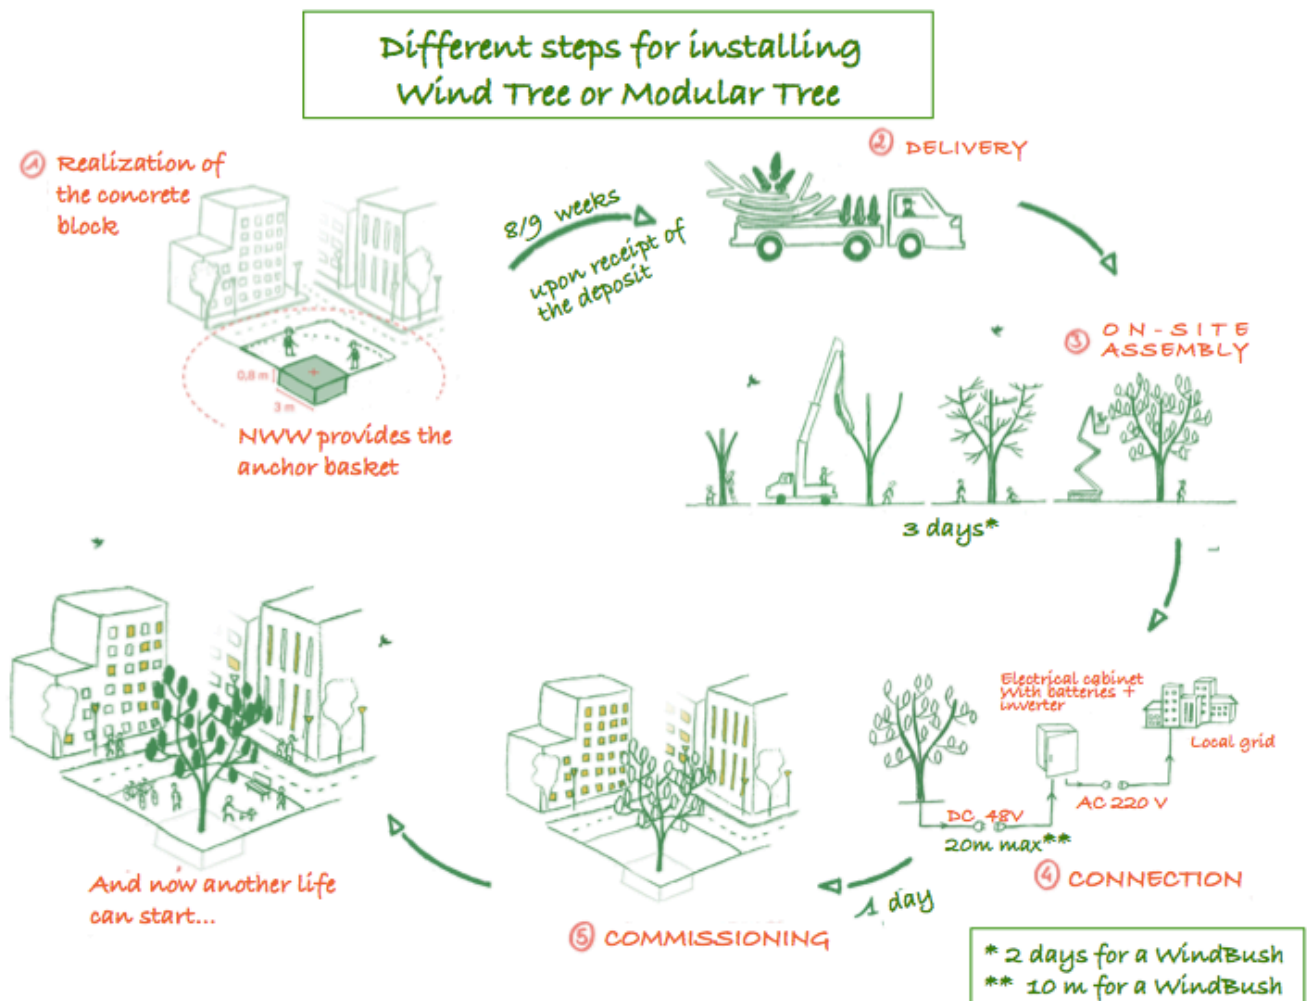 Different steps for installing
Wind Tree or Modular Tree
1 Realization of
the concrete
block
0,8 m
3 m
NWW provides the
anchor basket
8/9 weeks
upon receipt of
the deposit
2 DELIVERY
3 ON-SITE
ASSEMBLY
3 days*
Electrical cabinet
With batteries +
inverter
Local grid
AC 220 V
DC 48V
20m max**
4 CONNECTION
1 day
5 COMMISSIONING
And now another life
can start...
* 2 days for a WindBush
** 10 m for a WindBush